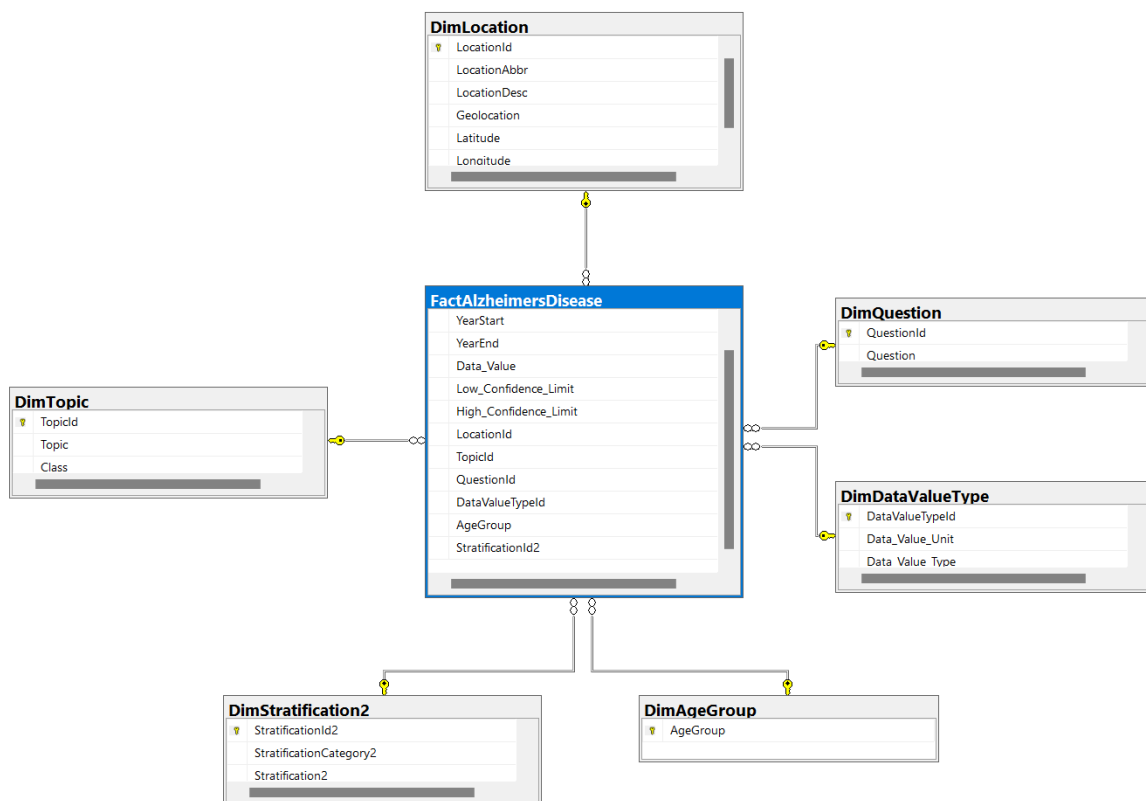 DimLocation
LocationId
LocationAbbr
LocationDesc
Geolocation
Latitude
Longitude
FactAlzheimersDisease
YearStart
YearEnd
Data_Value
Low_Confidence_Limit
High_Confidence_Limit
LocationId
TopicId
QuestionId
DataValueTypeId
AgeGroup
StratificationId2
DimQuestion
QuestionId
Question
DimTopic
TopicId
Topic
Class
DimDataValueType
DataValueTypeId
Data_Value_Unit
Data_Value_Type
DimStratification2
StratificationId2
StratificationCategory2
Stratification2
DimAgeGroup
AgeGroup